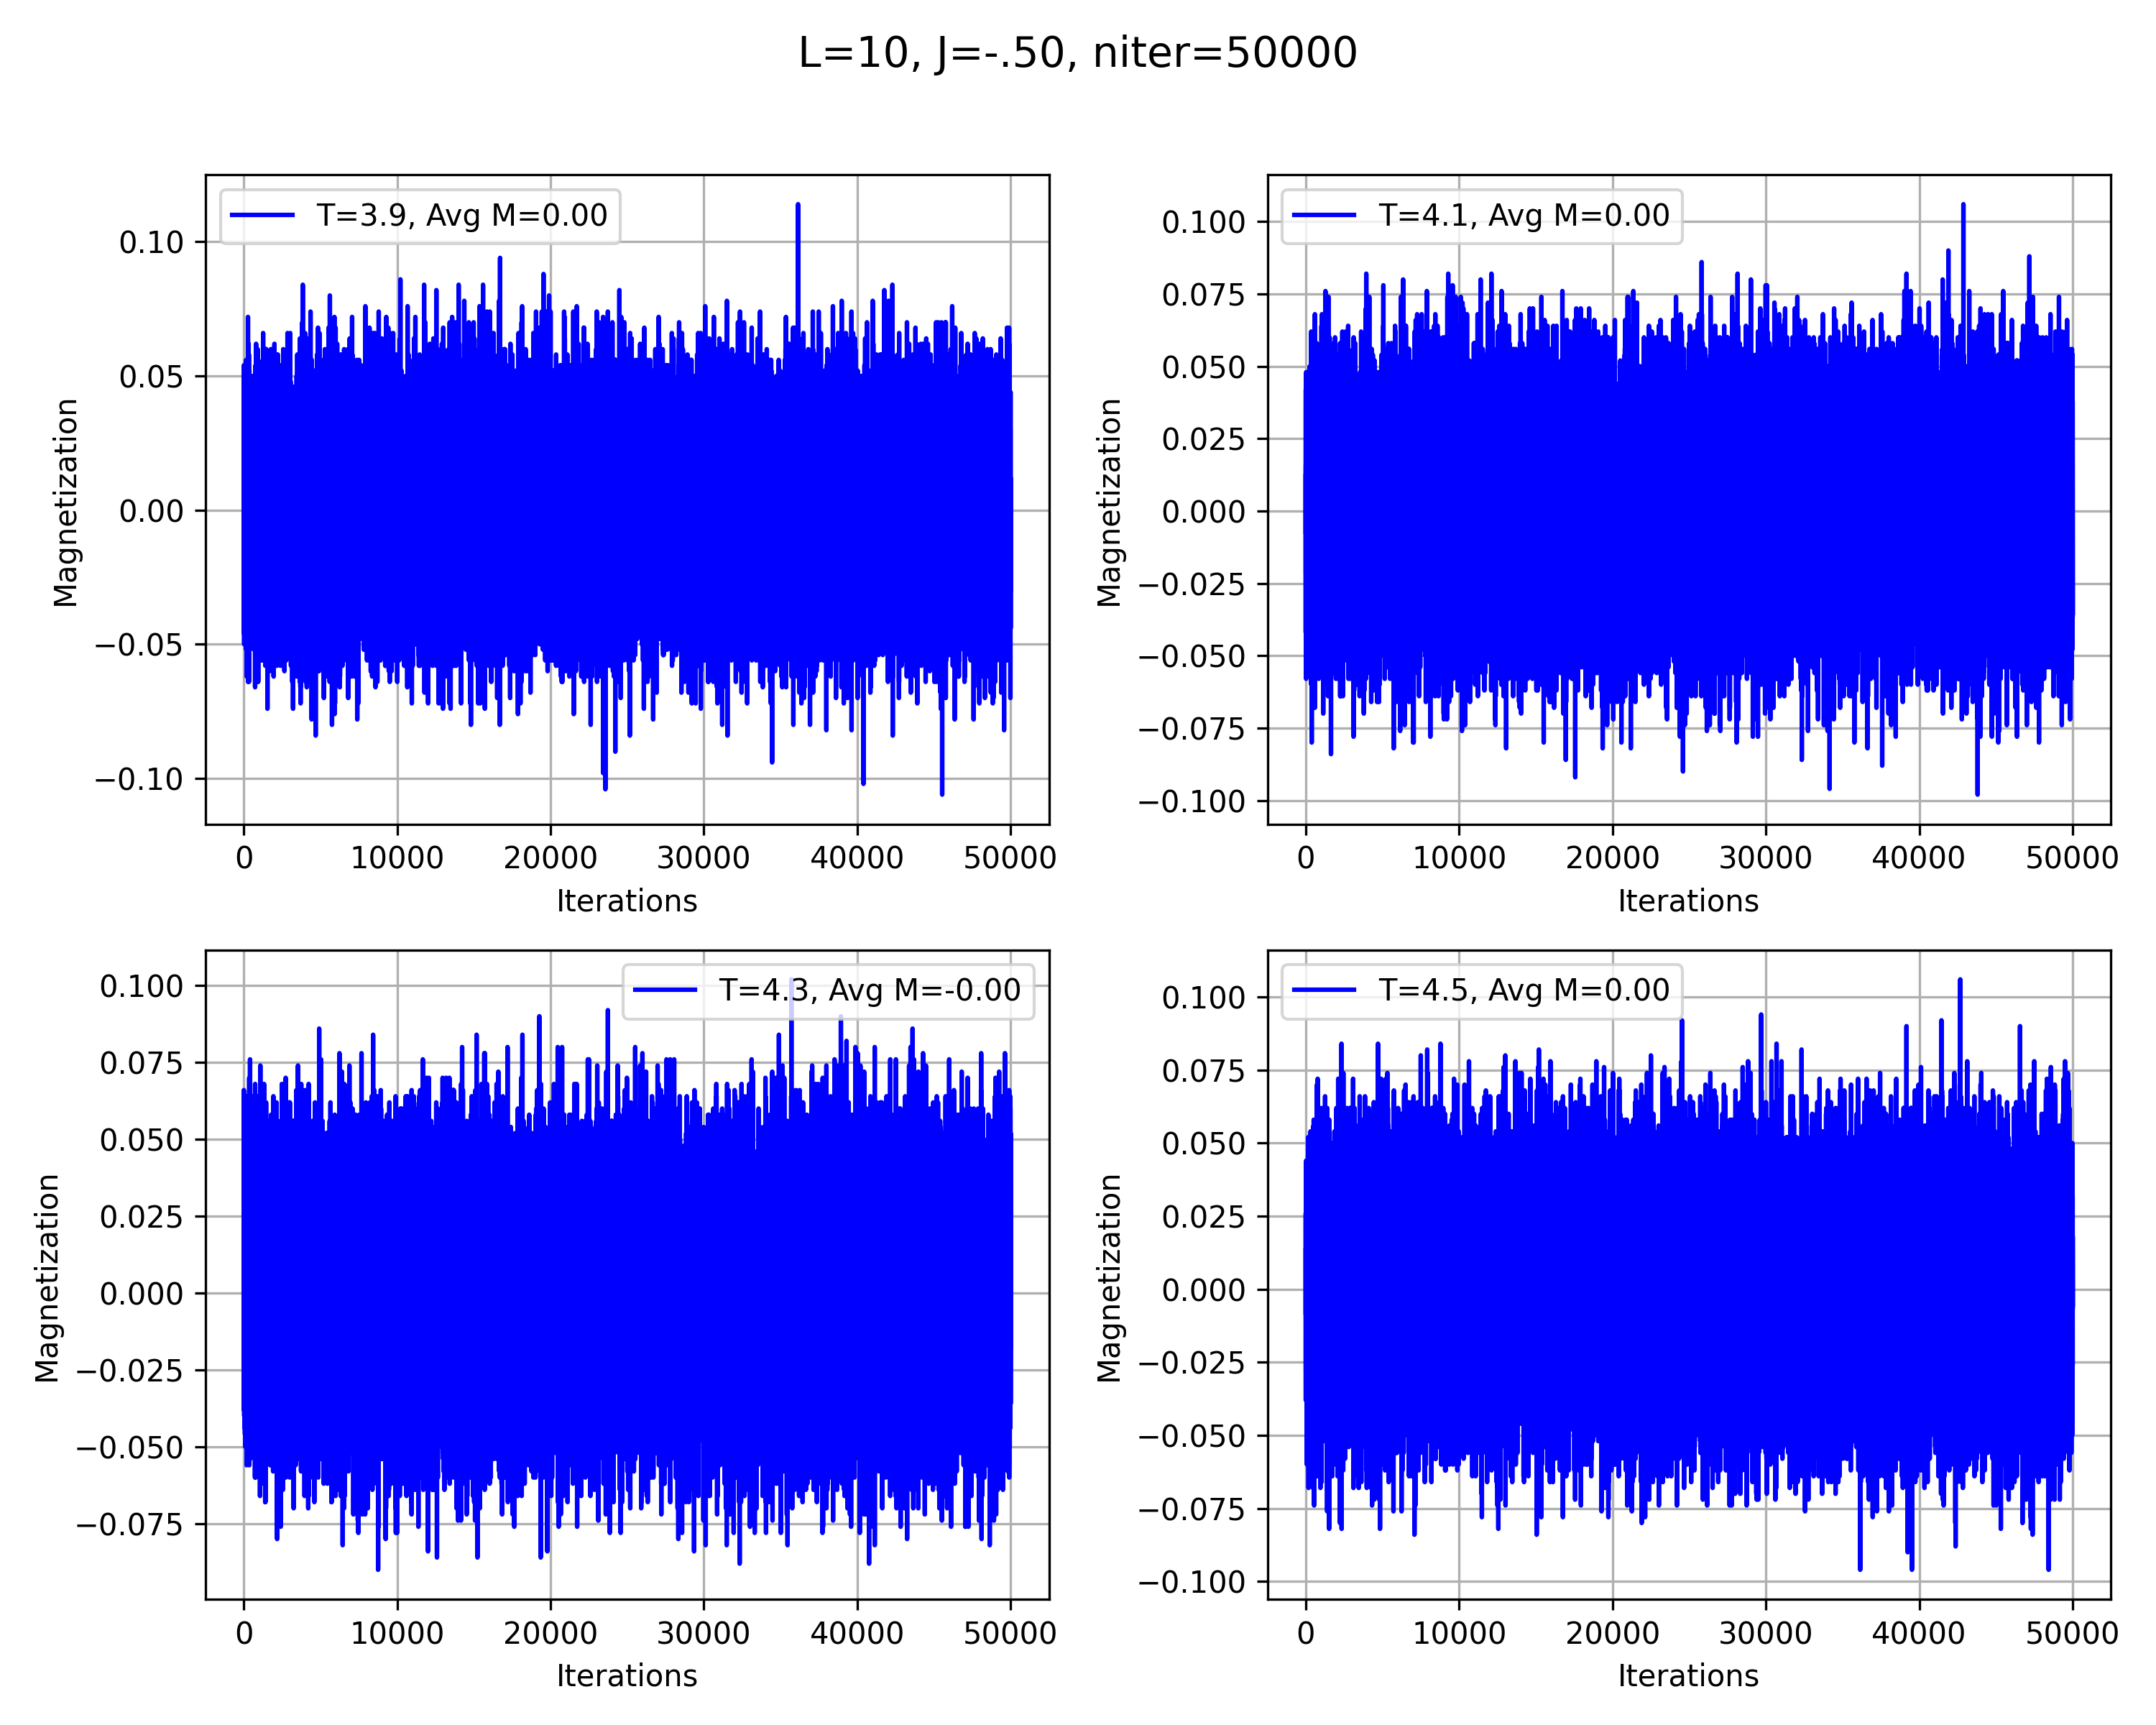 L=10, J=-.50, niter=50000
T=3.9, Avg M=0.00
0.10
0.05
0.00
−0.05
−0.10
Magnetization
0 10000 20000 30000 40000 50000
Iterations
T=4.1, Avg M=0.00
0.100
0.075
0.050
0.025
0.000
−0.025
−0.050
−0.075
−0.100
Magnetization
0 10000 20000 30000 40000 50000
Iterations
T=4.3, Avg M=-0.00
0.100
0.075
0.050
0.025
0.000
−0.025
−0.050
−0.075
Magnetization
0 10000 20000 30000 40000 50000
Iterations
T=4.5, Avg M=0.00
0.100
0.075
0.050
0.025
0.000
−0.025
−0.050
−0.075
−0.100
Magnetization
0 10000 20000 30000 40000 50000
Iterations